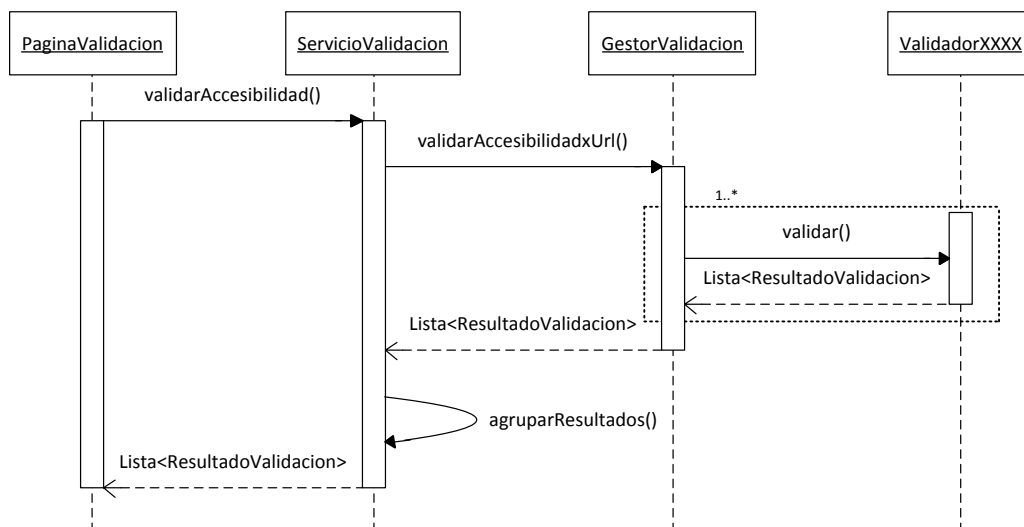 PaginaValidacion
ServicioValidacion
GestorValidacion
ValidadorXXXX
validarAccesibilidad()
validarAccesibilidadxUrl()
1..*
validar()
Lista<ResultadoValidacion>
Lista<ResultadoValidacion>
agruparResultados()
Lista<ResultadoValidacion>